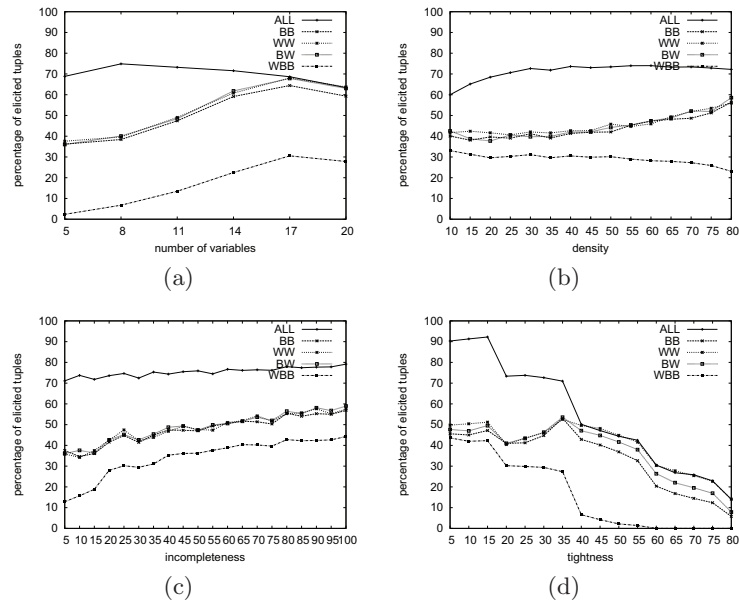 percentage of elicited tuples
100
90
80
70
60
50
40
30
20
10
0
ALL
BB
WW
BW
WBB
5 8 11 14 17 20
number of variables
(a)
percentage of elicited tuples
100
90
80
70
60
50
40
30
20
10
0
ALL
BB
WW
BW
WBB
10 15 20 25 30 35 40 45 50 55 60 65 70 75 80
density
(b)
percentage of elicited tuples
100
90
80
70
60
50
40
30
20
10
0
ALL
BB
WW
BW
WBB
5 10 15 20 25 30 35 40 45 50 55 60 65 70 75 80 85 90 95 100
incompleteness
(c)
percentage of elicited tuples
100
90
80
70
60
50
40
30
20
10
0
ALL
BB
WW
BW
WBB
5 10 15 20 25 30 35 40 45 50 55 60 65 70 75 80
tightness
(d)